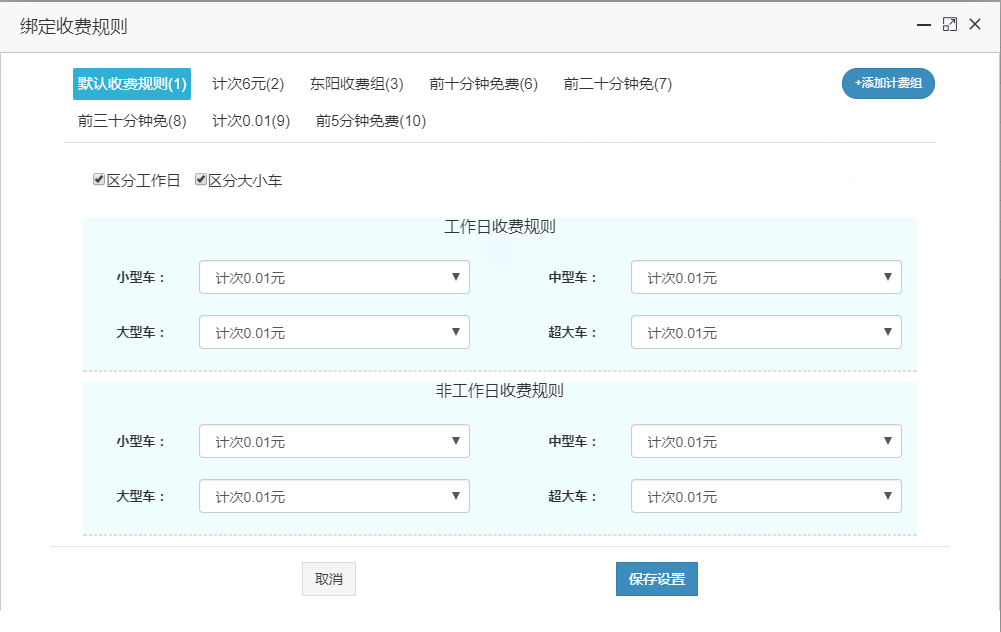 绑定收费规则
默认收费规则(1) 计次6元(2) 东阳收费组(3) 前十分钟免费(6) 前二十分钟免(7) +添加计费组
前三十分钟免(8) 计次0.01(9) 前5分钟免费(10)
区分工作日 区分大小车
工作日收费规则
小型车： 计次0.01元 中型车： 计次0.01元
大型车： 计次0.01元 超大车： 计次0.01元
非工作日收费规则
小型车： 计次0.01元 中型车： 计次0.01元
大型车： 计次0.01元 超大车： 计次0.01元
取消 保存设置